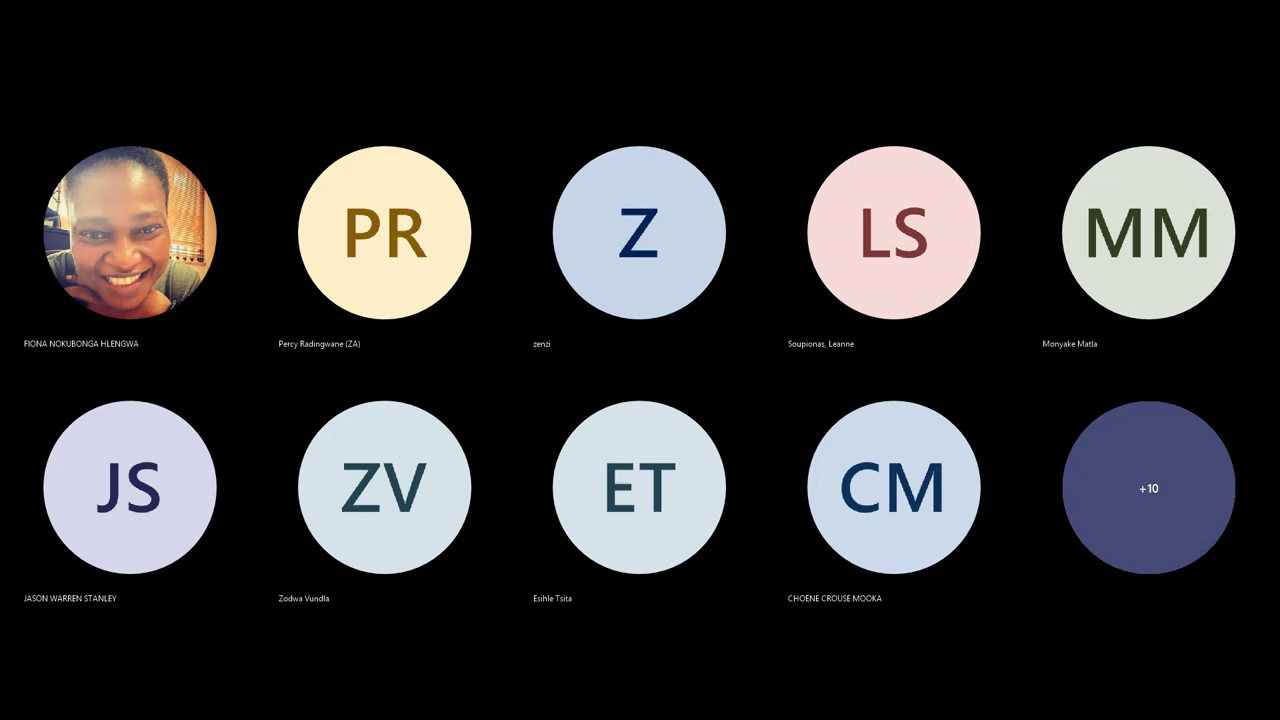 PR
Z
LS
MM
FIONA NOKUBONGA HLENGWA
Percy Radingwane (ZA)
zenzi
Soupionas, Leanne
Monyake Matla
JS
ZV
ET
CM
+10
JASON WARREN STANLEY
Zodwa Vundla
Esihle Tsita
CHOENE CROUSE MOOKA